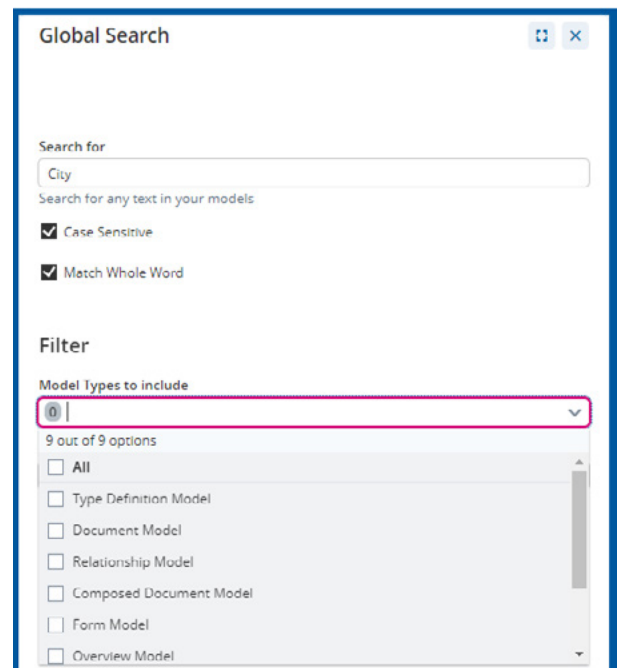 Global Search
Search for
City
Search for any text in your models
Case Sensitive
Match Whole Word
Filter
Model Types to include
0
9 out of 9 options
All
Type Definition Model
Document Model
Relationship Model
Composed Document Model
Form Model
Overview Model